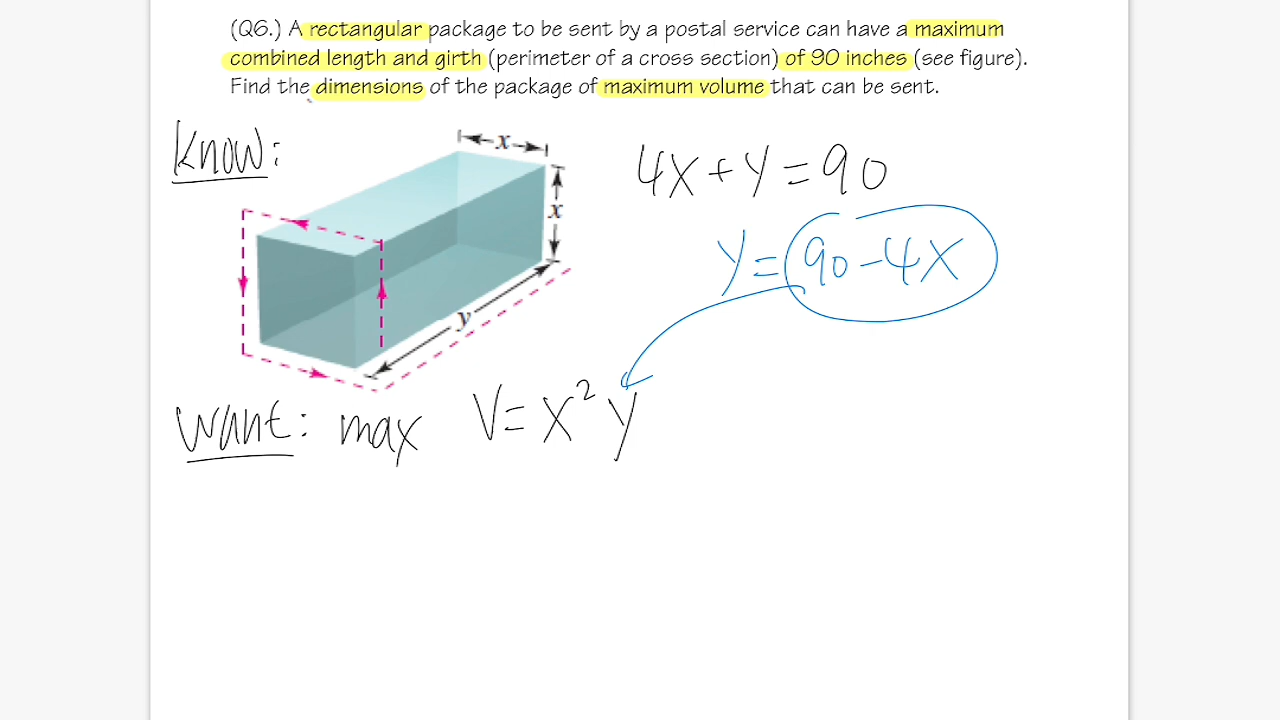 (Q6.) A rectangular package to be sent by a postal service can have a maximum
combined length and girth (perimeter of a cross section) of 90 inches (see figure).
Find the dimensions of the package of maximum volume that can be sent.
Know:
x
x
y
4x+y=90
y=90-4x
Want: max V=x²y